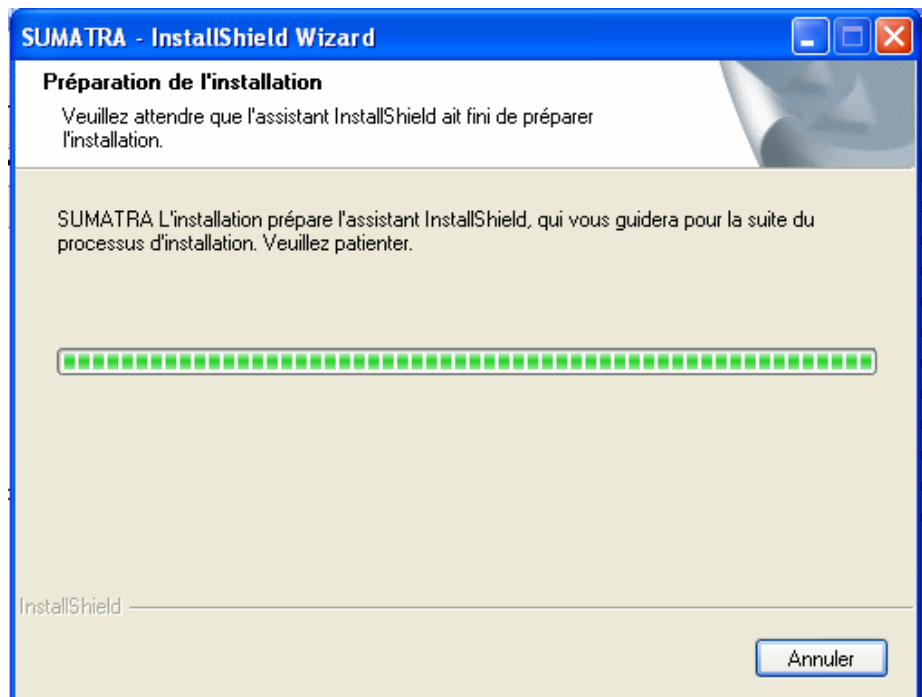 SUMATRA - InstallShield Wizard
Préparation de l'installation
Veuillez attendre que l'assistant InstallShield ait fini de préparer
l'installation.
SUMATRA L'installation prépare l'assistant InstallShield, qui vous guidera pour la suite du
processus d'installation. Veuillez patienter.
InstallShield
Annuler